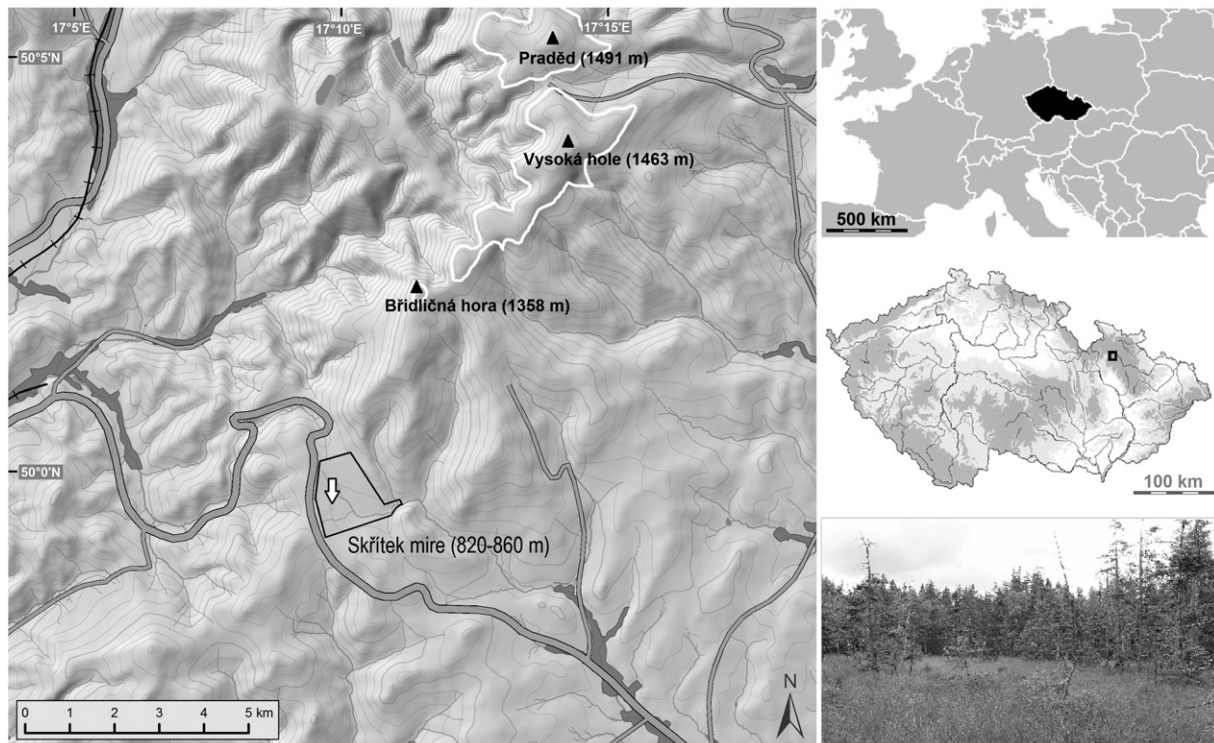 17°5'E
17°10'E
17°15'E
50°5'N
Praděd (1491 m)
Vysoká hole (1463 m)
Břidličná hora (1358 m)
50°0'N
Skřítek mire (820-860 m)
0 1 2 3 4 5 km
N
500 km
100 km